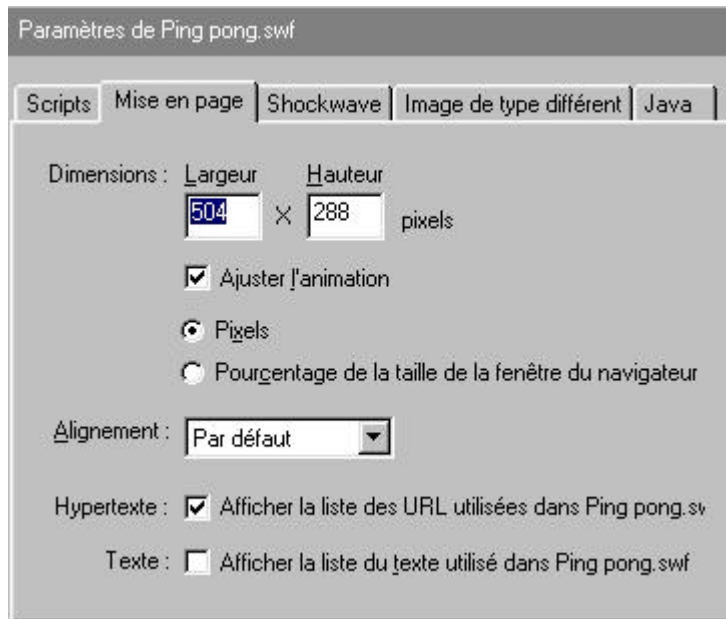 Paramètres de Ping pong.swf
Scripts Mise en page Shockwave Image de type différent Java
Dimensions : Largeur Hauteur
504 X 288 pixels
Ajuster l'animation
Pixels
Pourcentage de la taille de la fenêtre du navigateur
Alignement : Par défaut
Hypertexte : Afficher la liste des URL utilisées dans Ping pong.sv
Texte : Afficher la liste du texte utilisé dans Ping pong.swf